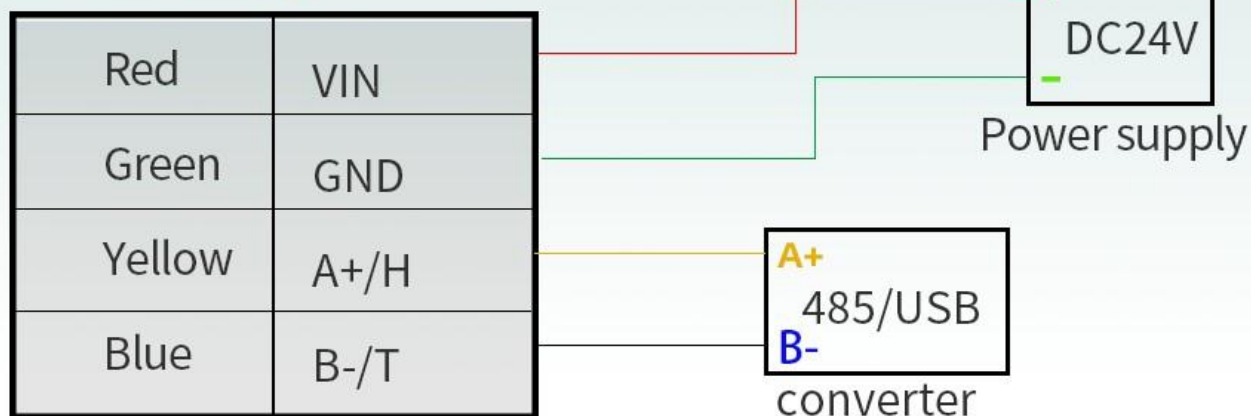 Red VIN
Green GND
Yellow A+/H
Blue B-/T
DC24V
-
Power supply
A+
485/USB
B-
converter